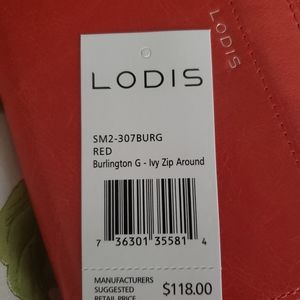 LODIS
LODIS
SM2-307BURG
RED
Burlington G - Ivy Zip Around
7 36301 35581 4
MANUFACTURERS
SUGGESTED
RETAIL PRICE
$118.00